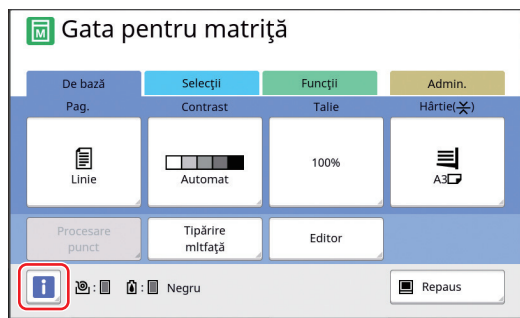 M Gata pentru matriţă
De bază Selecţii Funcţii Admin.
Pag. Contrast Talie Hârtie( )
Linie Automat 100% A3
Procesare punct Tipărire mltfaţă Editor
i : : Negru Repaus